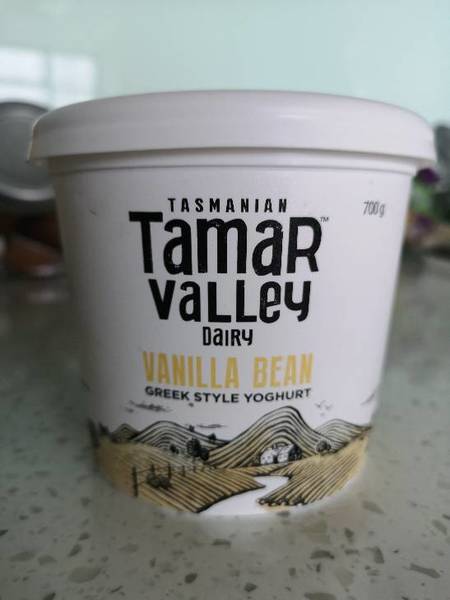 TASMANIAN
700g
TamaR™
valley
DaiRy
VANILLA BEAN
GREEK STYLE YOGHURT